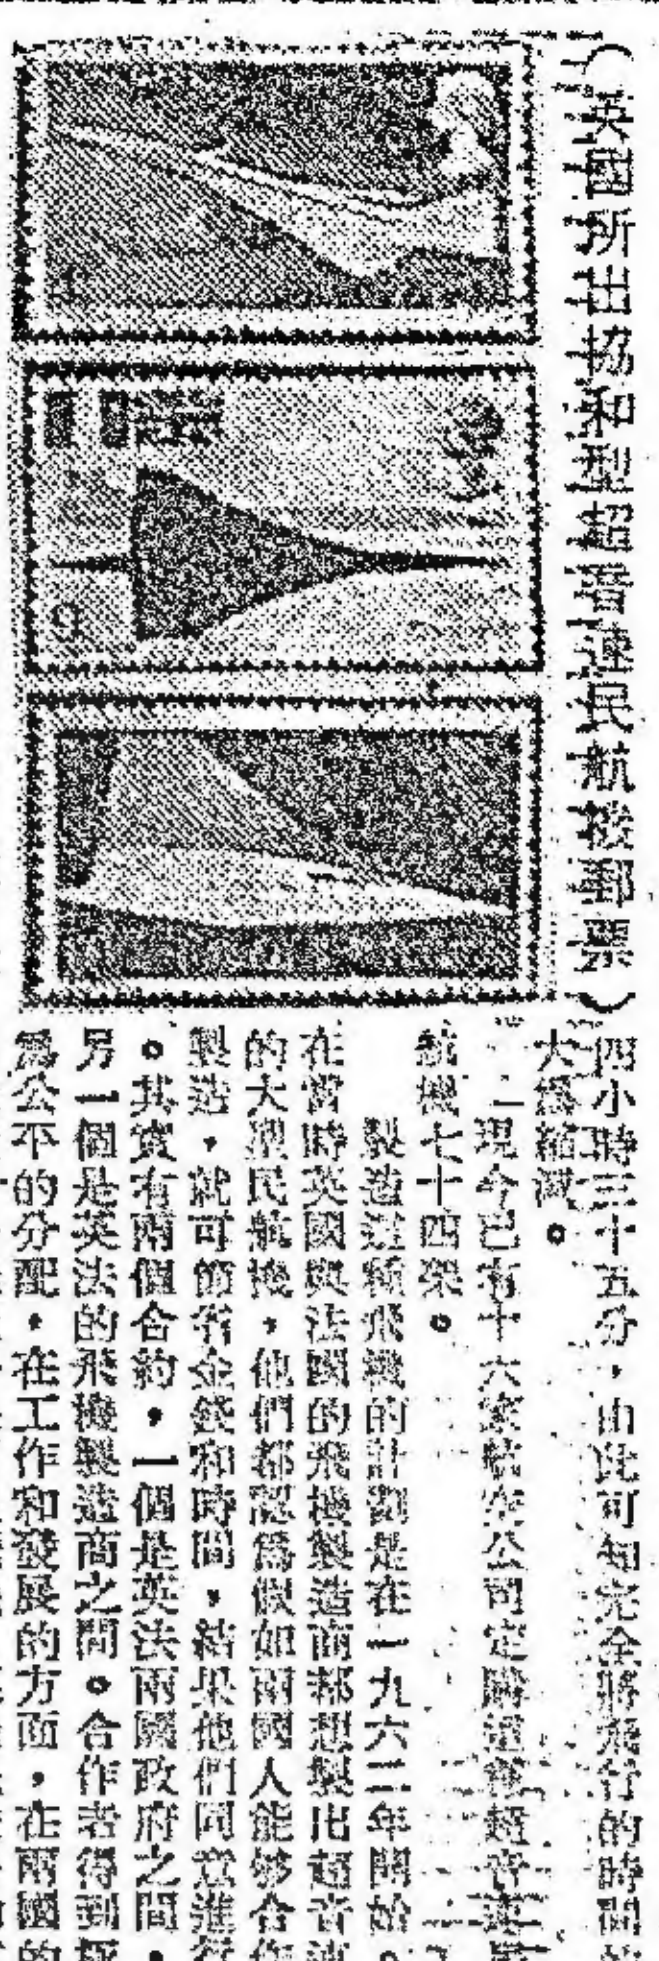 (英國所出協和型超音速民航機郵票)
四小時三十五分,由此可知完全將飛行的時間
大爲縮減。
現今已有十六家航空公司定購這種超音速民
航機七十四架。
製造這種飛機的計劃是在一九六二年開始。
在當時英國與法國的飛機製造商都想製出超音速
的大型民航機,他們都認爲假如兩國人能够合作
製造,就可節省金錢和時間,結果他們同意進行
。其實有兩個合約,一個是英法兩國政府之間,
另一個是英法的飛機製造商之間。合作者得到極
爲公平的分配,在工作和發展的方面,在兩國的